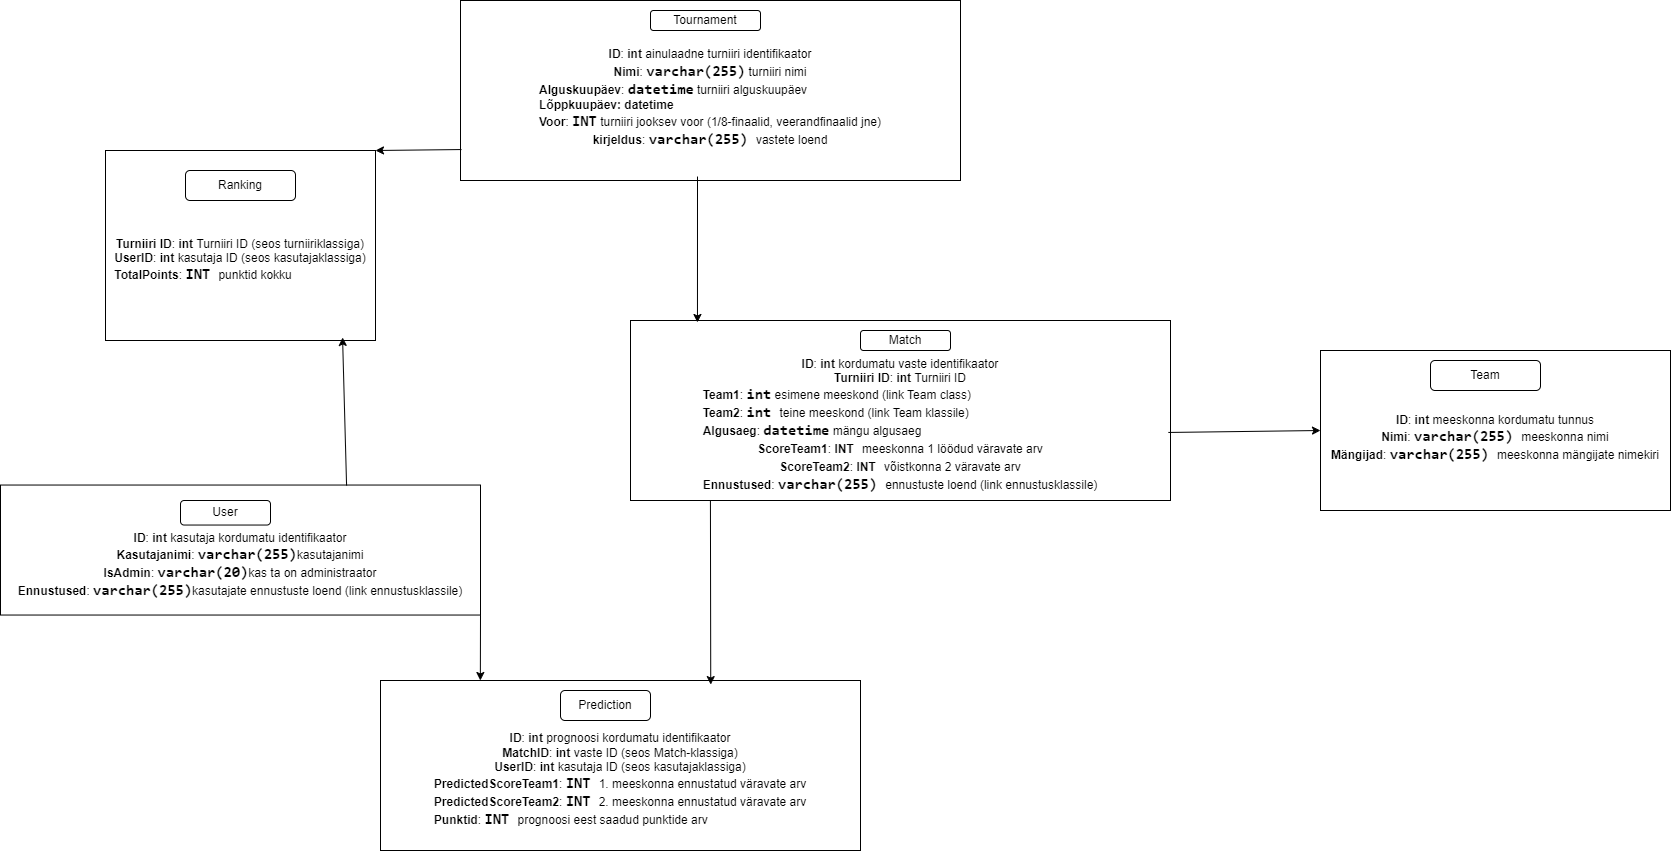 Tournament
ID: int ainulaadne turniiri identifikaator
Nimi: varchar(255) turniiri nimi
Alguskuupäev: datetime turniiri alguskuupäev
Lõppkuupäev: datetime
Voor: INT turniiri jooksev voor (1/8-finaalid, veerandfinaalid jne)
kirjeldus: varchar(255) vastete loend
Ranking
Turniiri ID: int Turniiri ID (seos turniiriklassiga)
UserID: int kasutaja ID (seos kasutajaklassiga)
TotalPoints: INT punktid kokku
Match
ID: int kordumatu vaste identifikaator
Turniiri ID: int Turniiri ID
Team1: int esimene meeskond (link Team class)
Team2: int teine meeskond (link Team klassile)
Algusaeg: datetime mängu algusaeg
ScoreTeam1: INT meeskonna 1 löödud väravate arv
ScoreTeam2: INT võistkonna 2 väravate arv
Ennustused: varchar(255) ennustuste loend (link ennustusklassile)
Team
ID: int meeskonna kordumatu tunnus
Nimi: varchar(255) meeskonna nimi
Mängijad: varchar(255) meeskonna mängijate nimekiri
User
ID: int kasutaja kordumatu identifikaator
Kasutajanimi: varchar(255)kasutajanimi
IsAdmin: varchar(20)kas ta on administraator
Ennustused: varchar(255)kasutajate ennustuste loend (link ennustusklassile)
Prediction
ID: int prognoosi kordumatu identifikaator
MatchID: int vaste ID (seos Match-klassiga)
UserID: int kasutaja ID (seos kasutajaklassiga)
PredictedScoreTeam1: INT 1. meeskonna ennustatud väravate arv
PredictedScoreTeam2: INT 2. meeskonna ennustatud väravate arv
Punktid: INT prognoosi eest saadud punktide arv